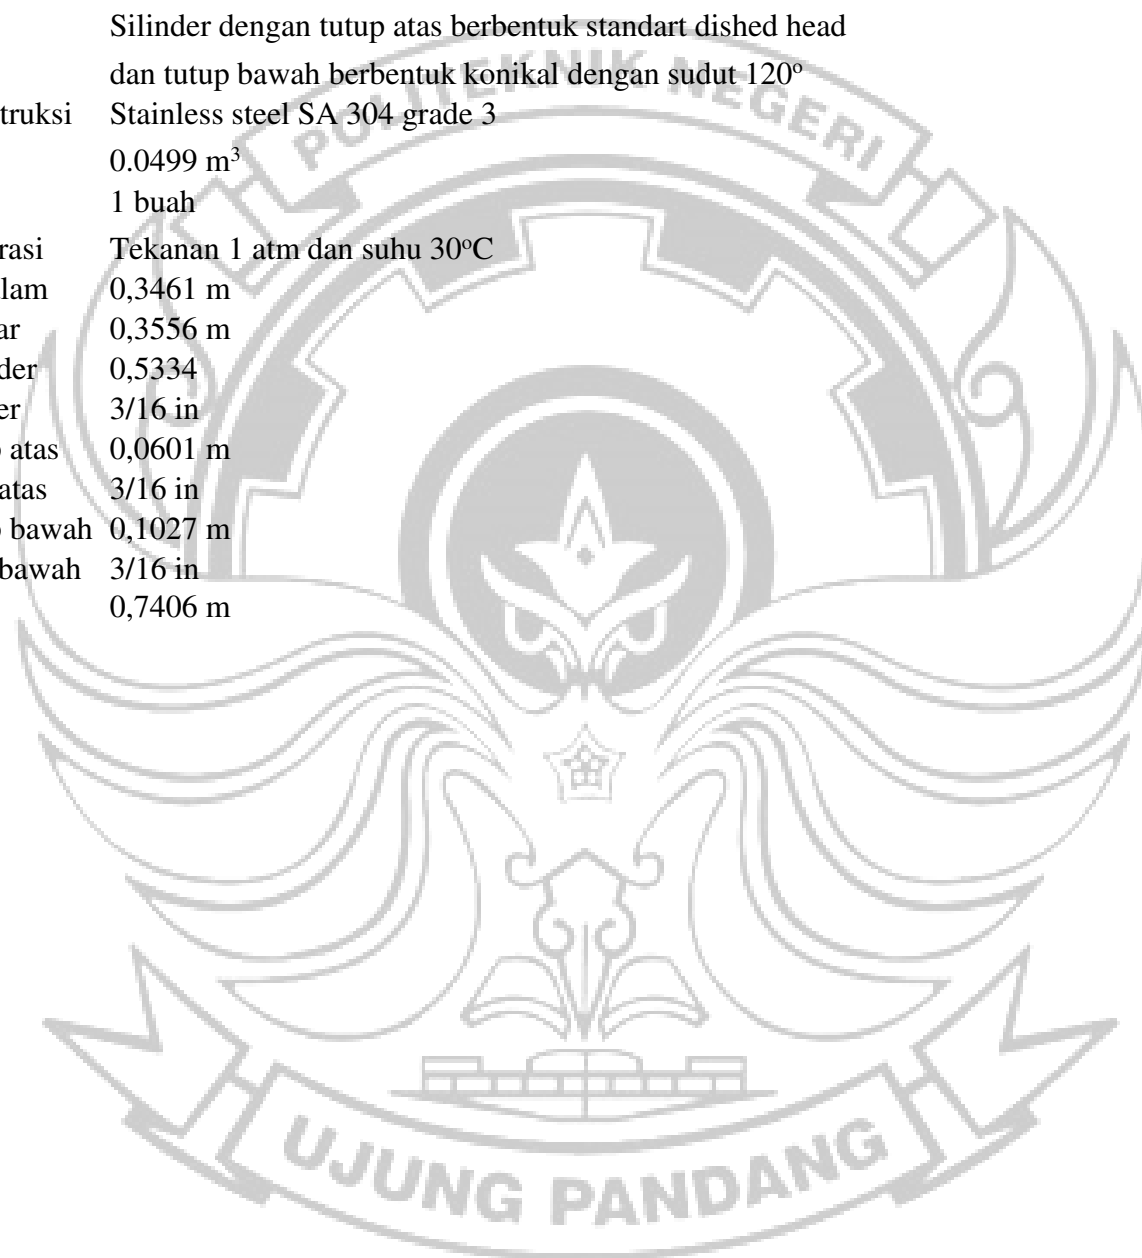 Silinder dengan tutup atas berbentuk standart dished head
dan tutup bawah berbentuk konikal dengan sudut 120º
truksi Stainless steel SA 304 grade 3
0.0499 m³
1 buah
rasi Tekanan 1 atm dan suhu 30ºC
lam 0,3461 m
ar 0,3556 m
der 0,5334
er 3/16 in
atas 0,0601 m
atas 3/16 in
bawah 0,1027 m
bawah 3/16 in
0,7406 m
POLITEKNIK NEGERI
UJUNG PANDANG